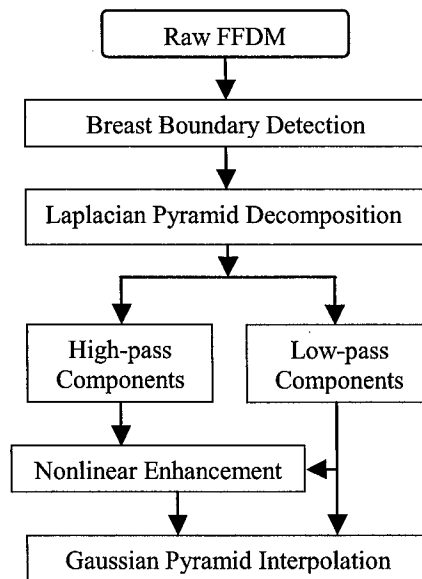 Raw FFDM
Breast Boundary Detection
Laplacian Pyramid Decomposition
High-pass
Components
Low-pass
Components
Nonlinear Enhancement
Gaussian Pyramid Interpolation